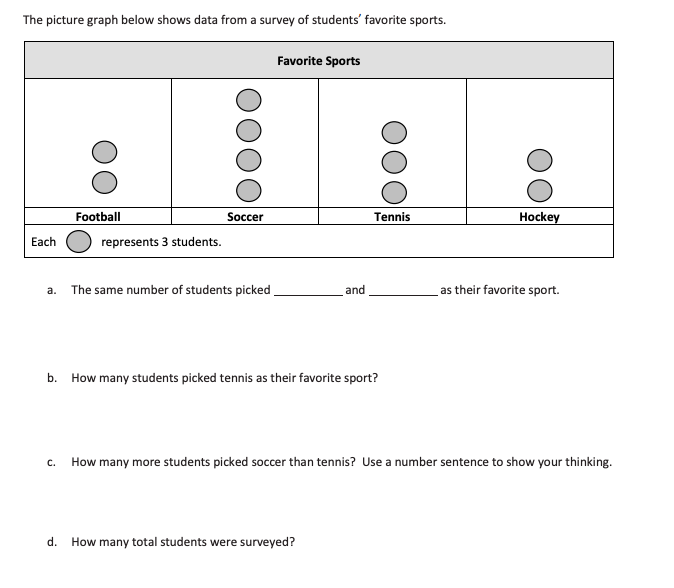 The picture graph below shows data from a survey of students' favorite sports.
Favorite Sports
Football Soccer Tennis Hockey
Each represents 3 students.
a. The same number of students picked __________ and __________ as their favorite sport.
b. How many students picked tennis as their favorite sport?
c. How many more students picked soccer than tennis? Use a number sentence to show your thinking.
d. How many total students were surveyed?